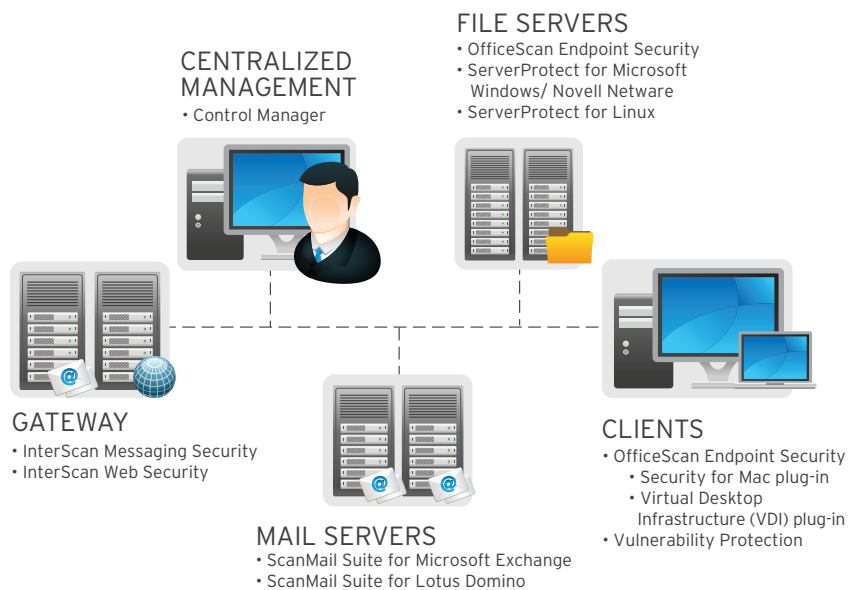 CENTRALIZED
MANAGEMENT
• Control Manager
FILE SERVERS
• OfficeScan Endpoint Security
• ServerProtect for Microsoft
Windows/ Novell Netware
• ServerProtect for Linux
GATEWAY
• InterScan Messaging Security
• InterScan Web Security
MAIL SERVERS
• ScanMail Suite for Microsoft Exchange
• ScanMail Suite for Lotus Domino
CLIENTS
• OfficeScan Endpoint Security
• Security for Mac plug-in
• Virtual Desktop
Infrastructure (VDI) plug-in
• Vulnerability Protection